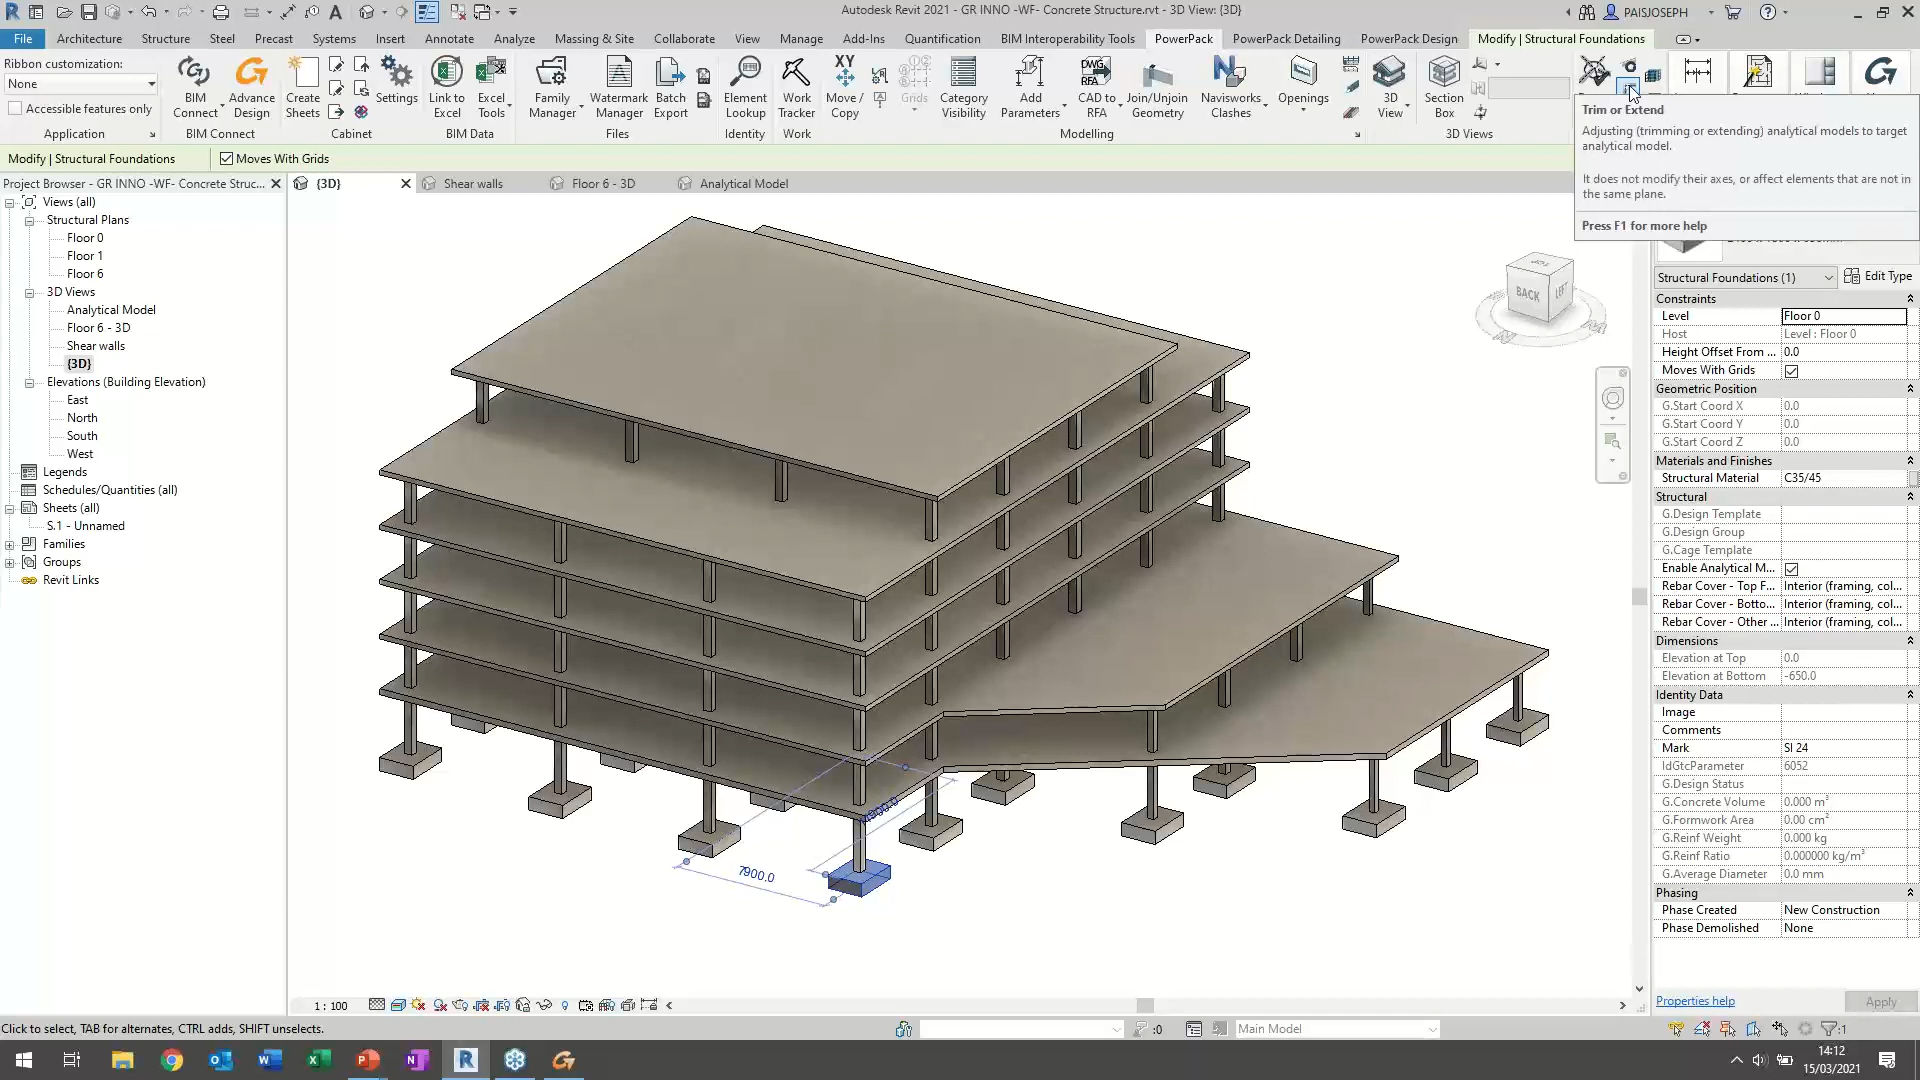 Autodesk Revit 2021 - GR INNO -WF- Concrete Structure.rvt - 3D View: {3D}
PAISJOSEPH
File
Architecture
Structure
Steel
Precast
Systems
Insert
Annotate
Analyze
Massing & Site
Collaborate
View
Manage
Add-Ins
Quantification
BIM Interoperability Tools
PowerPack
PowerPack Detailing
PowerPack Design
Modify | Structural Foundations
Ribbon customization:
None
Accessible features only
Application
BIM Connect
Advance Design
BIM Connect
Create Sheets
Cabinet
Settings
Link to Excel
Excel Tools
BIM Data
Family Manager
Watermark Manager
Batch Export
Files
Element Lookup
Identity
Work Tracker
Work
XY
Move / Copy
Grids
Category Visibility
Add Parameters
DWG RFA
CAD to RFA
Join/Unjoin Geometry
Navisworks Clashes
Openings
Modelling
3D View
Section Box
3D Views
Trim or Extend
Adjusting (trimming or extending) analytical models to target
analytical model.
It does not modify their axes, or affect elements that are not in
the same plane.
Press F1 for more help
Modify | Structural Foundations
Moves With Grids
Project Browser - GR INNO -WF- Concrete Struc...
{3D}
Shear walls
Floor 6 - 3D
Analytical Model
Views (all)
Structural Plans
Floor 0
Floor 1
Floor 6
3D Views
Analytical Model
Floor 6 - 3D
Shear walls
{3D}
Elevations (Building Elevation)
East
North
South
West
Legends
Schedules/Quantities (all)
Sheets (all)
S.1 - Unnamed
Families
Groups
Revit Links
BACK
LEFT
7900.0
Structural Foundations (1)
Edit Type
Constraints
Level Floor 0
Host Level : Floor 0
Height Offset From ... 0.0
Moves With Grids
Geometric Position
G.Start Coord X 0.0
G.Start Coord Y 0.0
G.Start Coord Z 0.0
Materials and Finishes
Structural Material C35/45
Structural
G.Design Template
G.Design Group
G.Cage Template
Enable Analytical M...
Rebar Cover - Top F... Interior (framing, col...
Rebar Cover - Botto... Interior (framing, col...
Rebar Cover - Other ... Interior (framing, col...
Dimensions
Elevation at Top 0.0
Elevation at Bottom -650.0
Identity Data
Image
Comments
Mark SI 24
IdGtcParameter 6052
G.Design Status
G.Concrete Volume 0.000 m³
G.Formwork Area 0.00 cm²
G.Reinf Weight 0.000 kg
G.Reinf Ratio 0.000000 kg/m³
G.Average Diameter 0.0 mm
Phasing
Phase Created New Construction
Phase Demolished None
Properties help
Apply
1 : 100
Click to select, TAB for alternates, CTRL adds, SHIFT unselects.
:0
Main Model
:1
14:12
15/03/2021